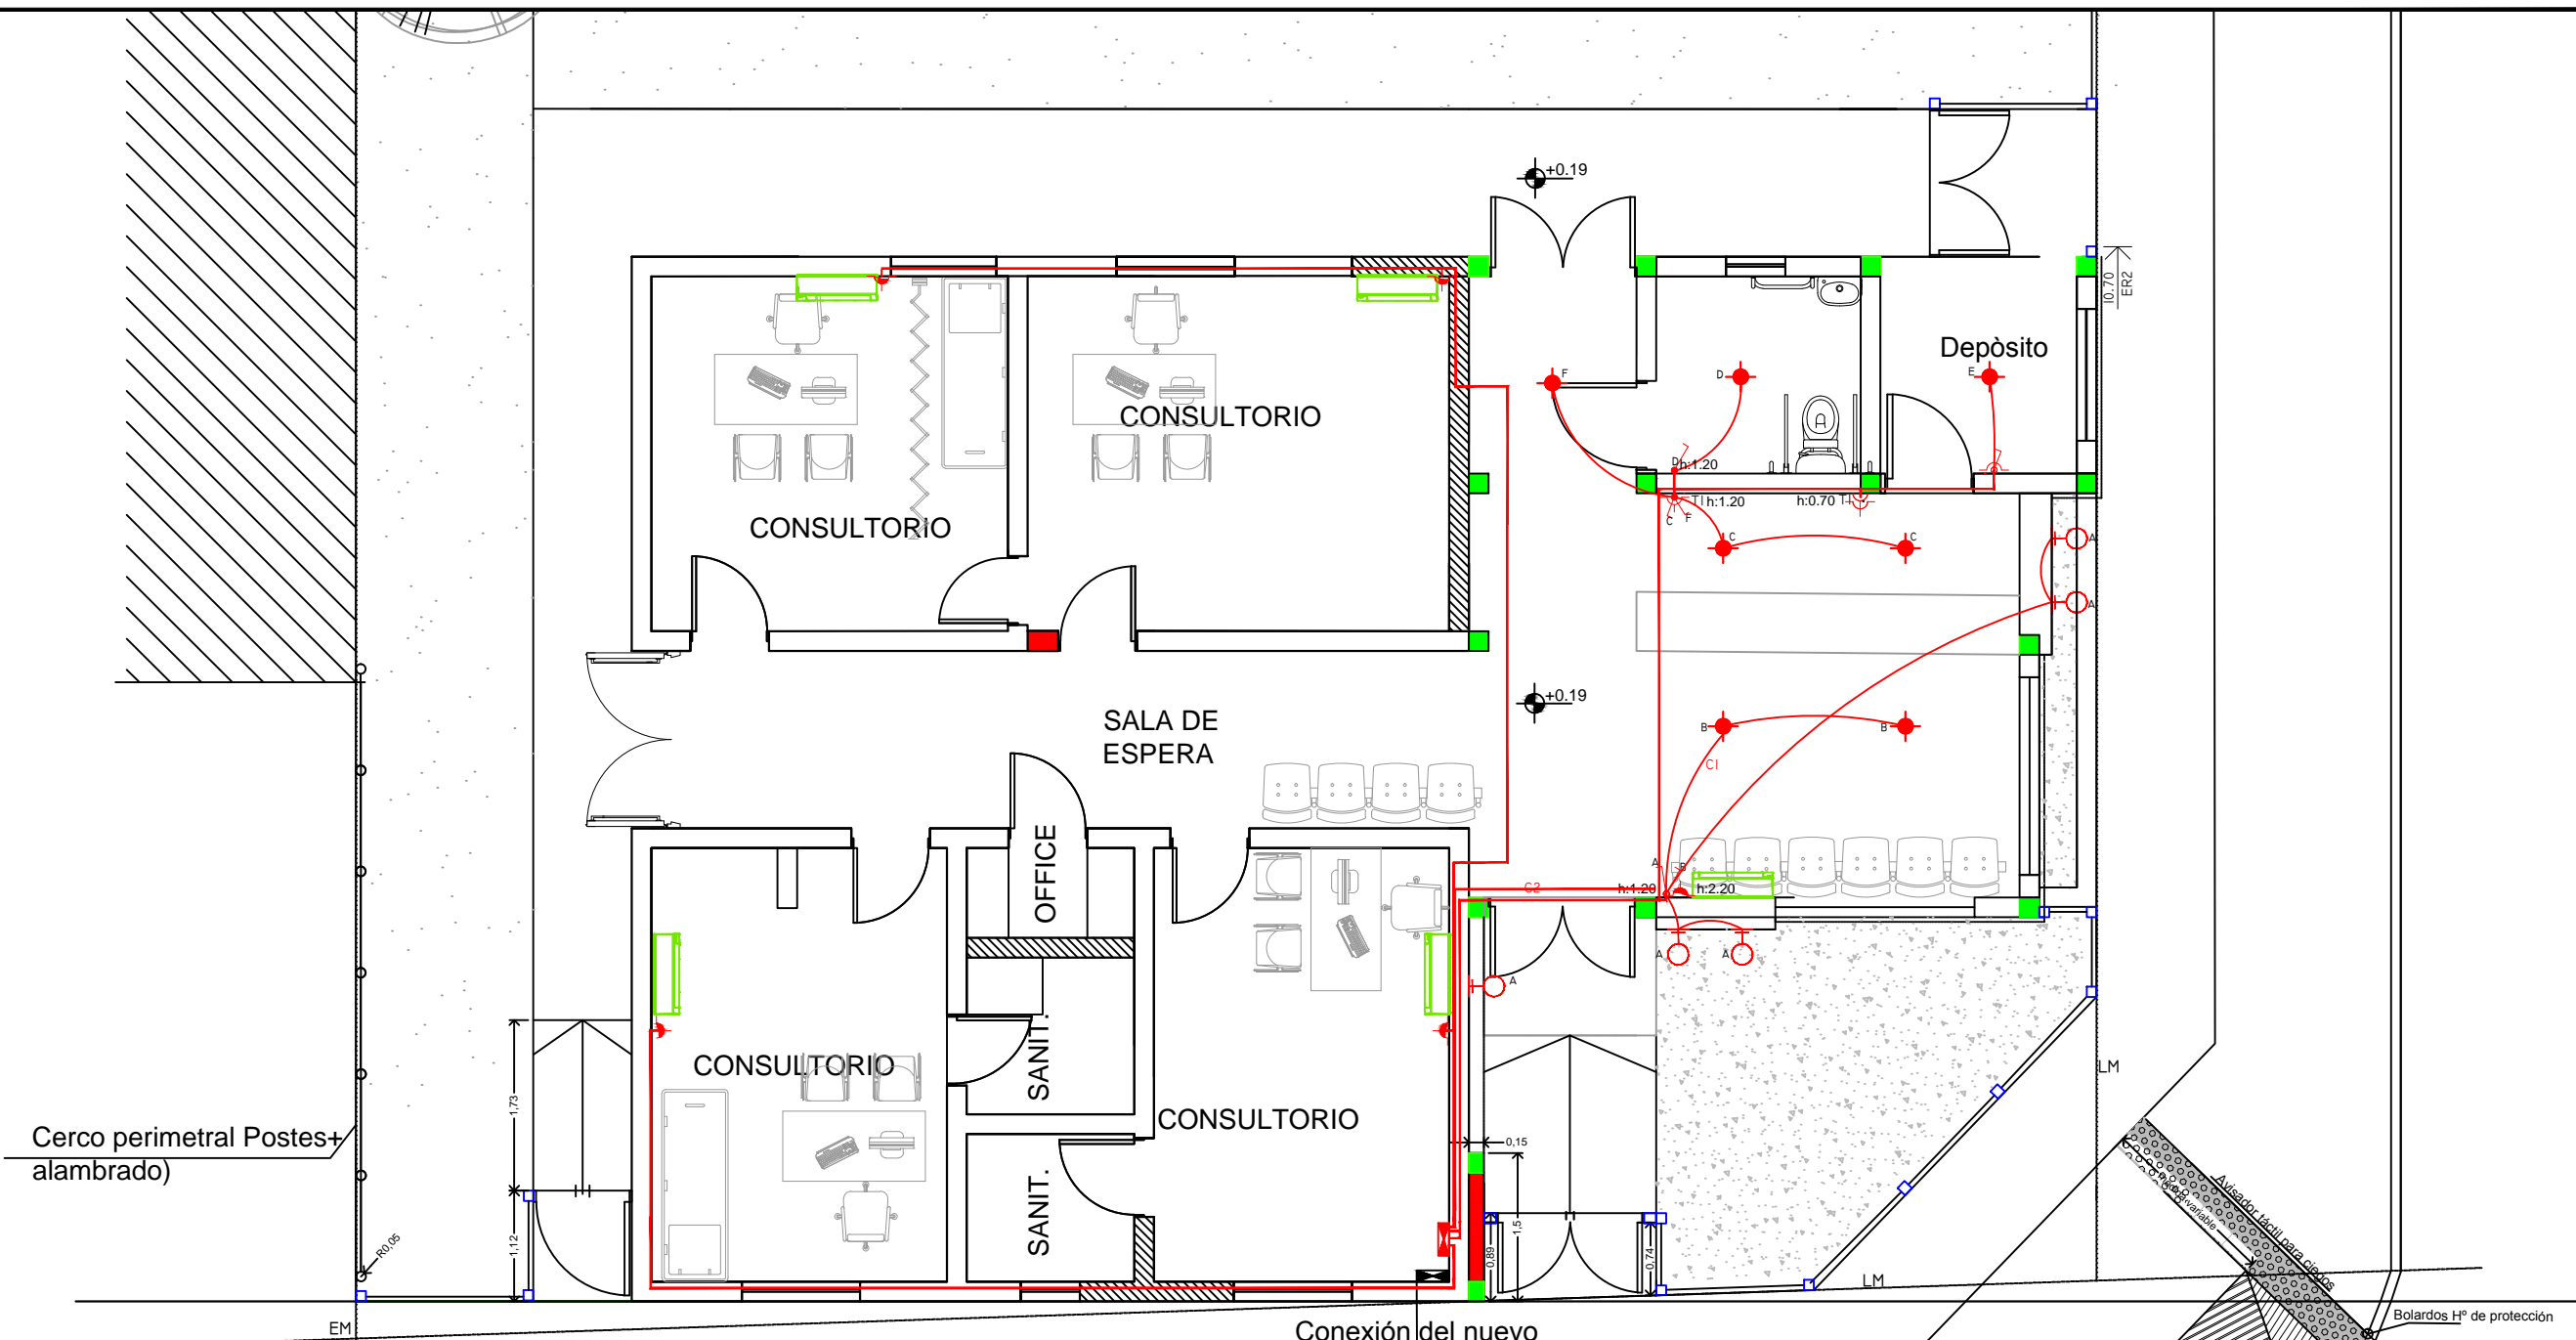 +0.19
I0.70
ER2
Depòsito
F
D
E
CONSULTORIO
D
h:1.20
T
h:1.20
h:0.70
T
C
F
C
C
CONSULTORIO
A
A
+0.19
SALA DE
ESPERA
B
B
C1
OFFICE
A
B
C2
h:1.20
h:2.20
A
A
A
SANIT.
CONSULTORIO
CONSULTORIO
LM
1,73
Cerco perimetral Postes+
alambrado)
0,15
SANIT.
1,12
R0,05
1,5
0,89
0,74
LM
Avisador táctil para ciegos
variable
EM
Bolardos Hº de protección
Conexión del nuevo